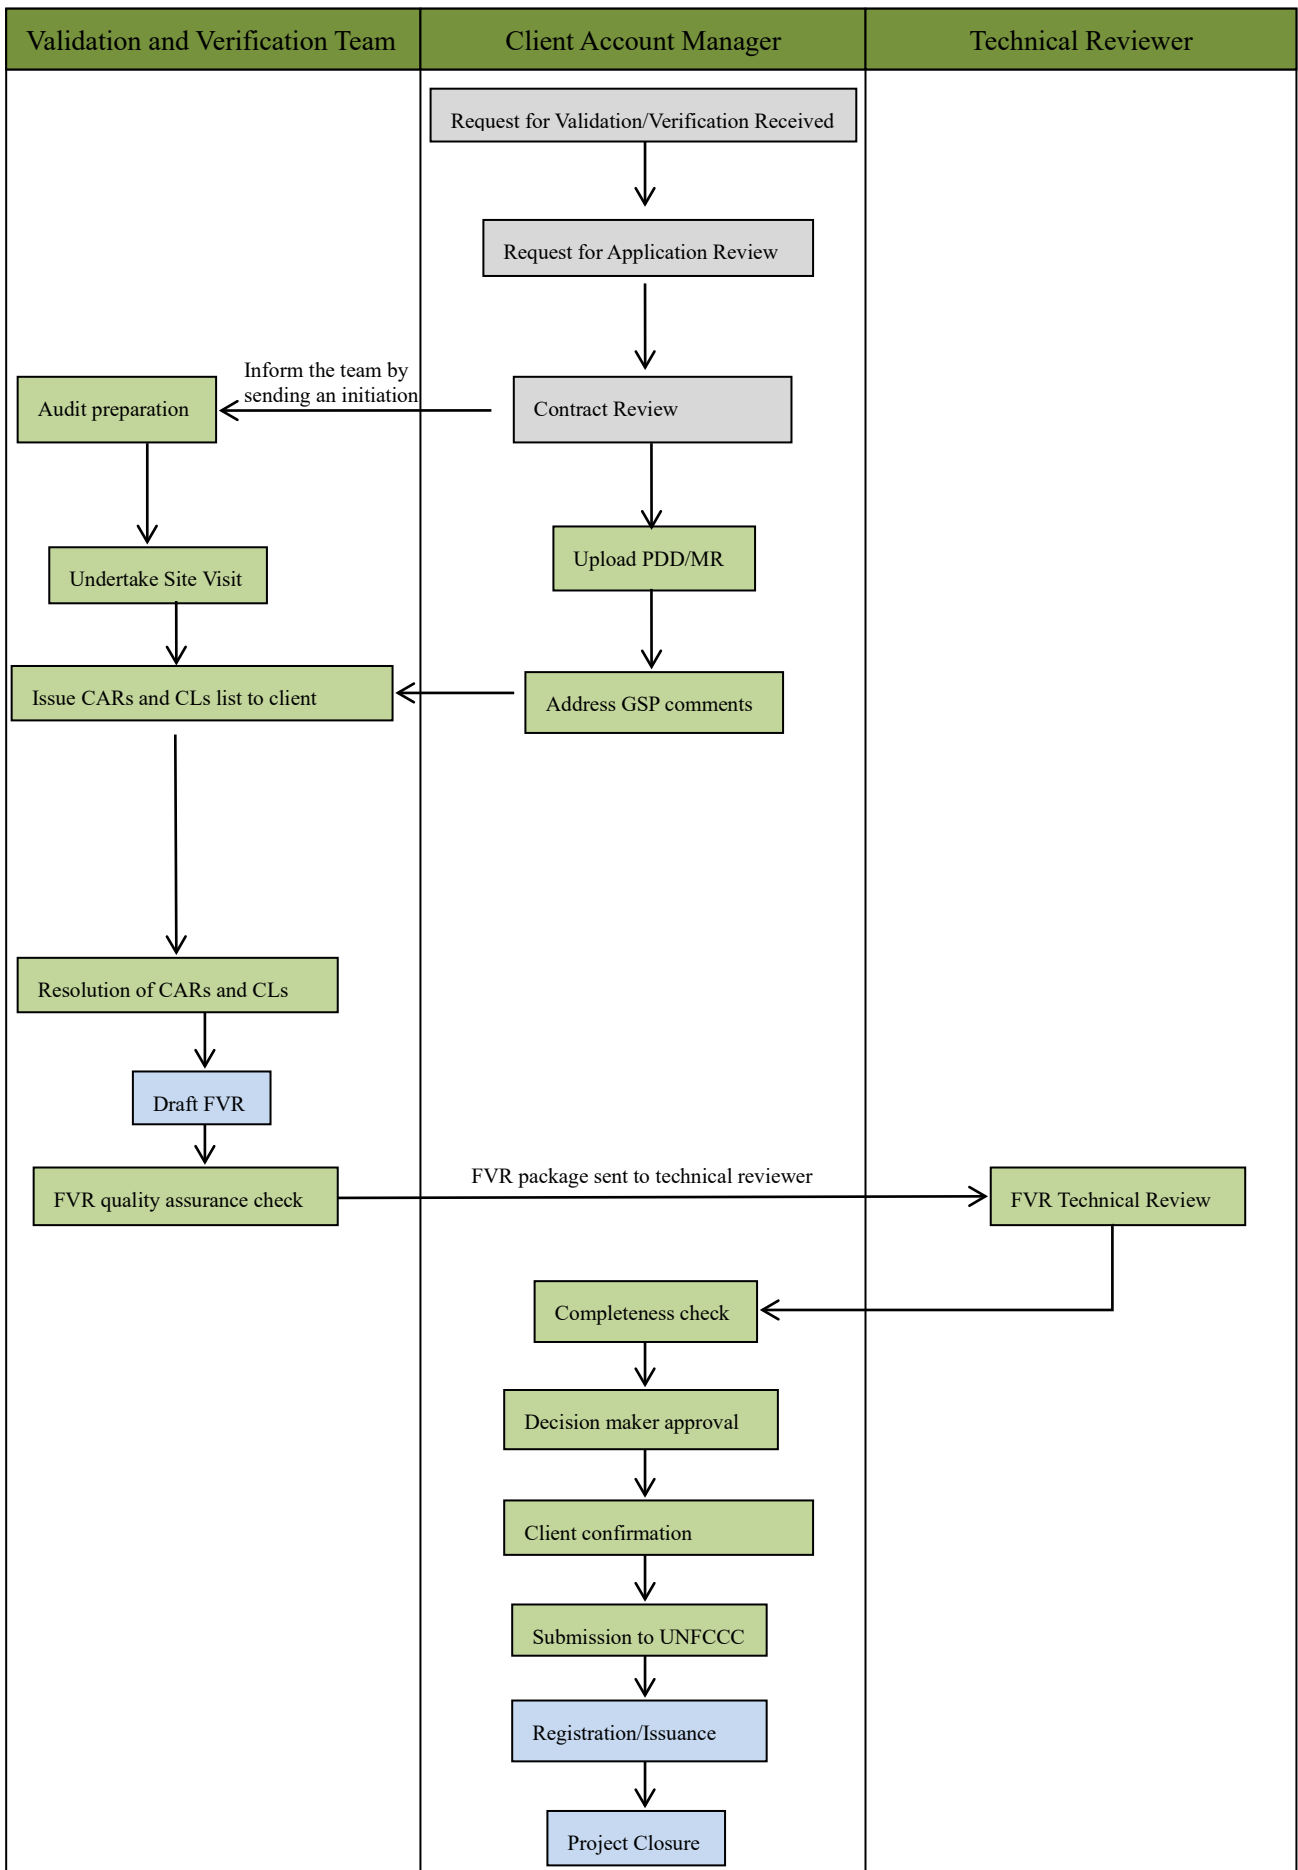 Validation and Verification Team
Client Account Manager
Technical Reviewer
Request for Validation/Verification Received
Request for Application Review
Inform the team by
sending an initiation
Audit preparation
Contract Review
Undertake Site Visit
Upload PDD/MR
Issue CARs and CLs list to client
Address GSP comments
Resolution of CARs and CLs
Draft FVR
FVR quality assurance check
FVR package sent to technical reviewer
FVR Technical Review
Completeness check
Decision maker approval
Client confirmation
Submission to UNFCCC
Registration/Issuance
Project Closure